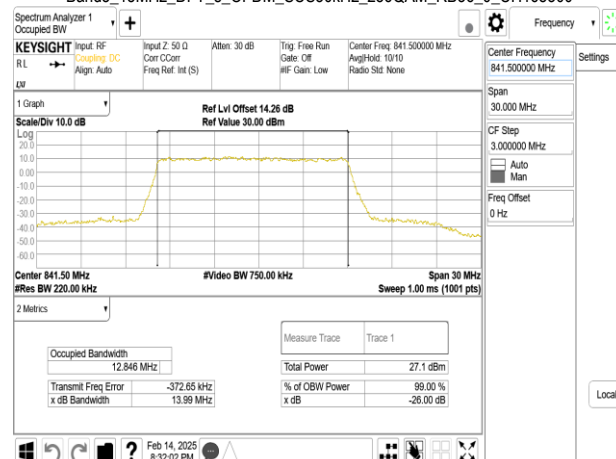 Spectrum Analyzer 1
Occupied BW
Frequency
KEYSIGHT
RL
Input: RF
Coupling: DC
Align: Auto
Input Z: 50 Ω
Corr CCorr
Freq Ref: Int (S)
Atten: 30 dB
Trig: Free Run
Gate: Off
#IF Gain: Low
Center Freq: 841.500000 MHz
Avg|Hold: 10/10
Radio Std: None
LXI
Center Frequency
841.500000 MHz
Settings
Span
30.000 MHz
CF Step
3.000000 MHz
Auto
Man
Freq Offset
0 Hz
Local
1 Graph
Scale/Div 10.0 dB
Ref Lvl Offset 14.26 dB
Ref Value 30.00 dBm
Log
20.0
10.0
0.00
-10.0
-20.0
-30.0
-40.0
-50.0
-60.0
Center 841.50 MHz
#Video BW 750.00 kHz
Span 30 MHz
#Res BW 220.00 kHz
Sweep 1.00 ms (1001 pts)
2 Metrics
Measure Trace
Trace 1
Occupied Bandwidth
12.846 MHz
Total Power
27.1 dBm
Transmit Freq Error
-372.65 kHz
% of OBW Power
99.00 %
x dB Bandwidth
13.99 MHz
x dB
-26.00 dB
?
Feb 14, 2025
8:32:02 PM